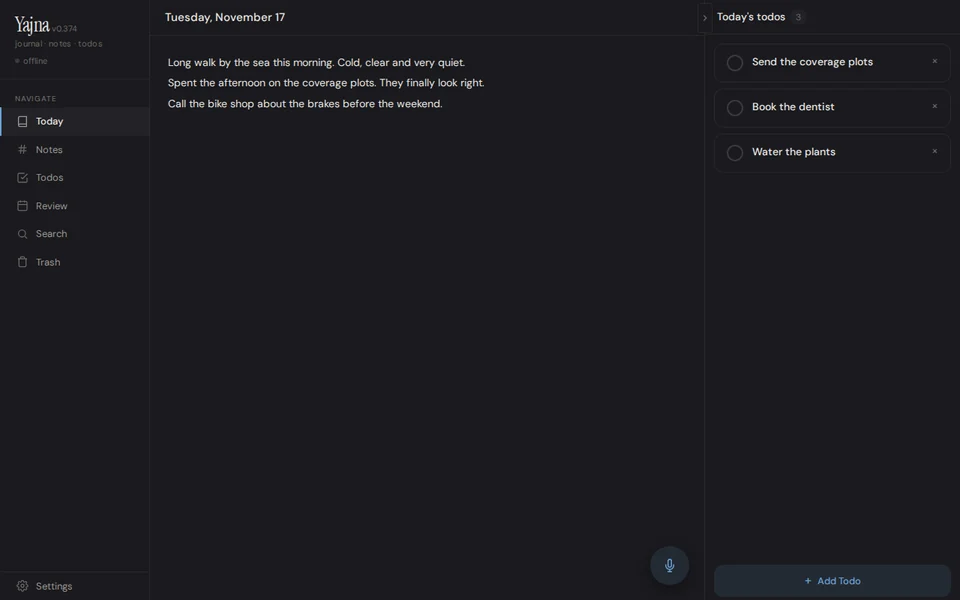 Yajna v0.374
journal · notes · todos
offline
NAVIGATE
Today
Notes
Todos
Review
Search
Trash
Settings
Tuesday, November 17
Long walk by the sea this morning. Cold, clear and very quiet.
Spent the afternoon on the coverage plots. They finally look right.
Call the bike shop about the brakes before the weekend.
Today's todos 3
Send the coverage plots ×
Book the dentist ×
Water the plants ×
+ Add Todo